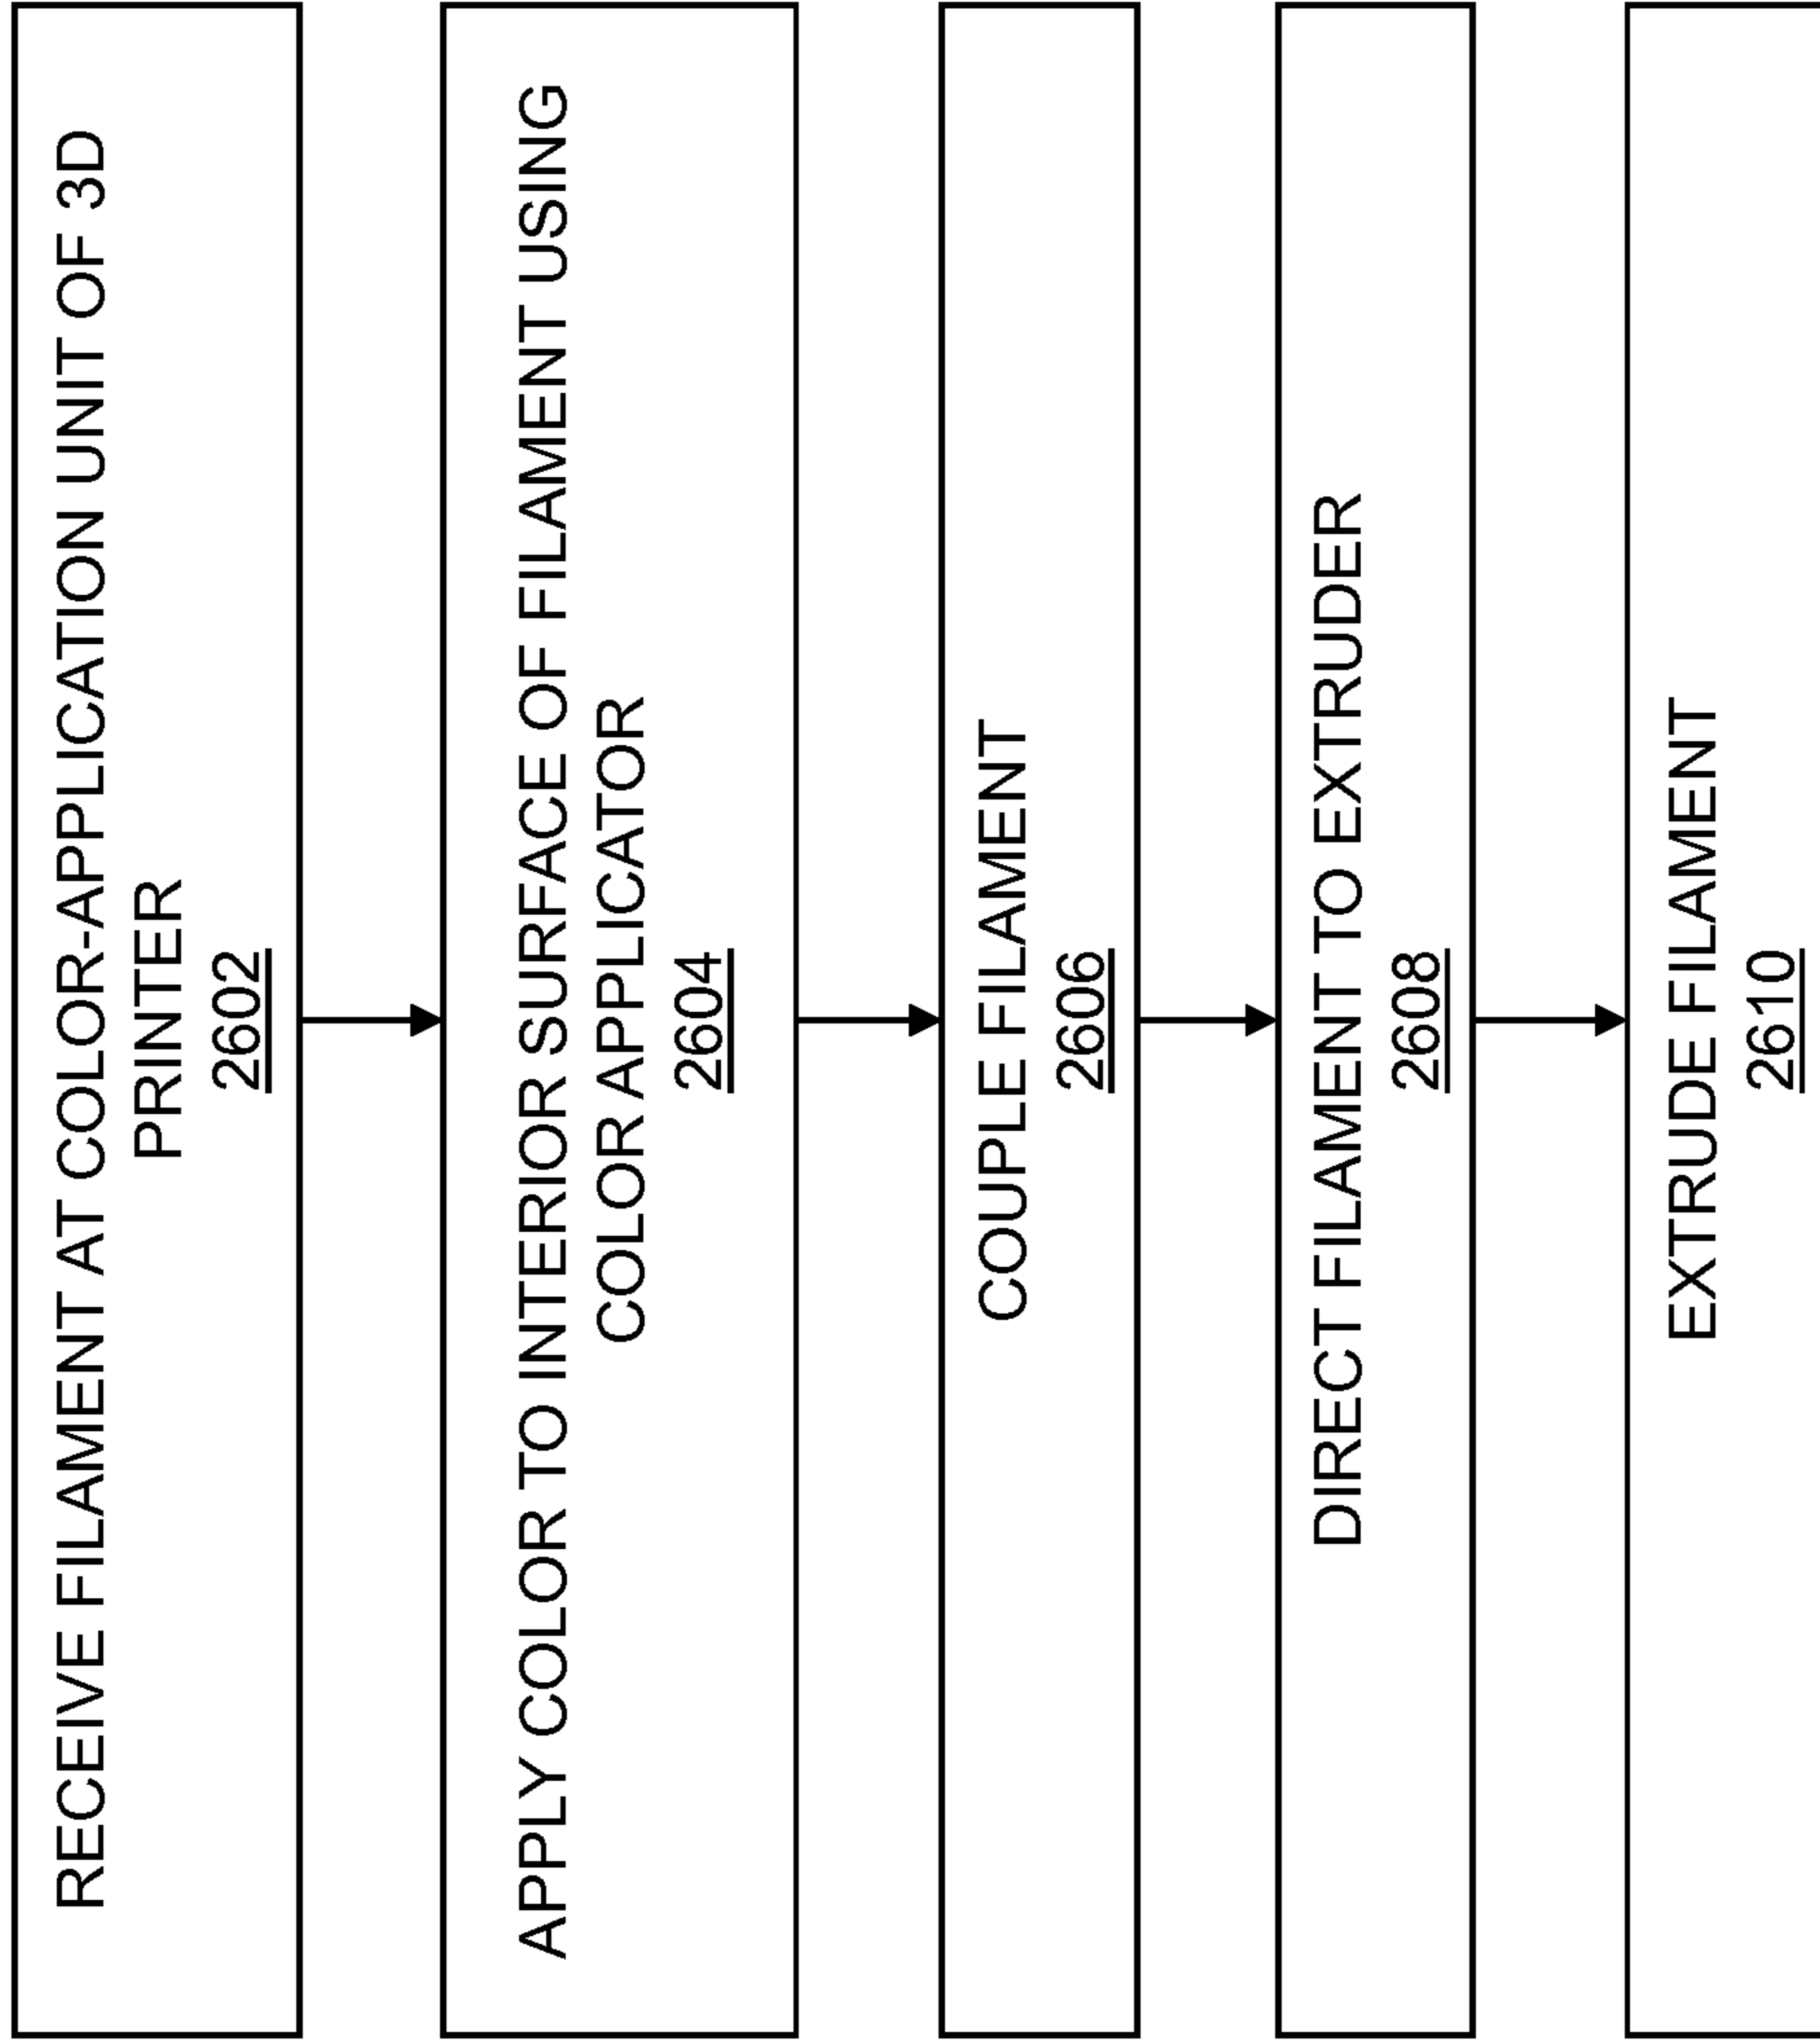 RECEIVE FILAMENT AT COLOR-APPLICATION UNIT OF 3D
PRINTER
2602
APPLY COLOR TO INTERIOR SURFACE OF FILAMENT USING
COLOR APPLICATOR
2604
COUPLE FILAMENT
2606
DIRECT FILAMENT TO EXTRUDER
2608
EXTRUDE FILAMENT
2610